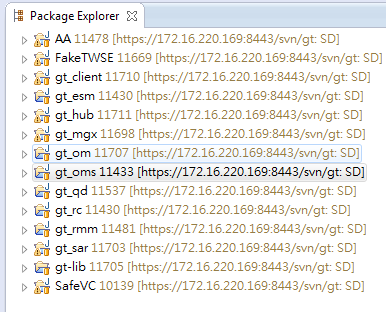 Package Explorer
AA 11478 [https://172.16.220.169:8443/svn/gt: SD]
FakeTWSE 11669 [https://172.16.220.169:8443/svn/gt: SD]
gt_client 11710 [https://172.16.220.169:8443/svn/gt: SD]
gt_esm 11430 [https://172.16.220.169:8443/svn/gt: SD]
gt_hub 11711 [https://172.16.220.169:8443/svn/gt: SD]
gt_mgx 11698 [https://172.16.220.169:8443/svn/gt: SD]
gt_om 11707 [https://172.16.220.169:8443/svn/gt: SD]
gt_oms 11433 [https://172.16.220.169:8443/svn/gt: SD]
gt_qd 11537 [https://172.16.220.169:8443/svn/gt: SD]
gt_rc 11430 [https://172.16.220.169:8443/svn/gt: SD]
gt_rmm 11481 [https://172.16.220.169:8443/svn/gt: SD]
gt_sar 11703 [https://172.16.220.169:8443/svn/gt: SD]
gt-lib 11705 [https://172.16.220.169:8443/svn/gt: SD]
SafeVC 10139 [https://172.16.220.169:8443/svn/gt: SD]